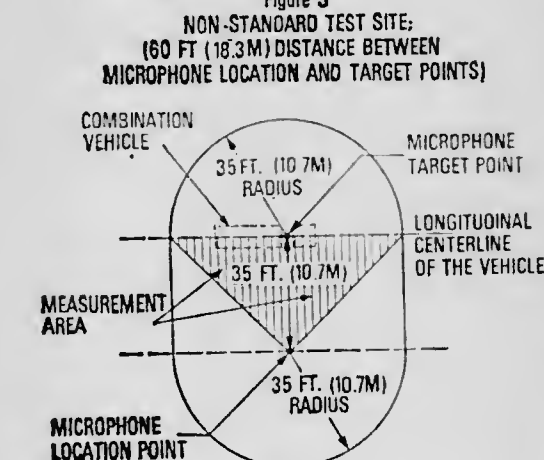 Figure 3
NON-STANDARD TEST SITE;
(60 FT (18.3M) DISTANCE BETWEEN
MICROPHONE LOCATION AND TARGET POINTS)
COMBINATION
VEHICLE
35 FT. (10.7M)
RADIUS
MICROPHONE
TARGET POINT
LONGITUDINAL
CENTERLINE
OF THE VEHICLE
35 FT. (10.7M)
MEASUREMENT
AREA
35 FT. (10.7M)
RADIUS
MICROPHONE
LOCATION POINT